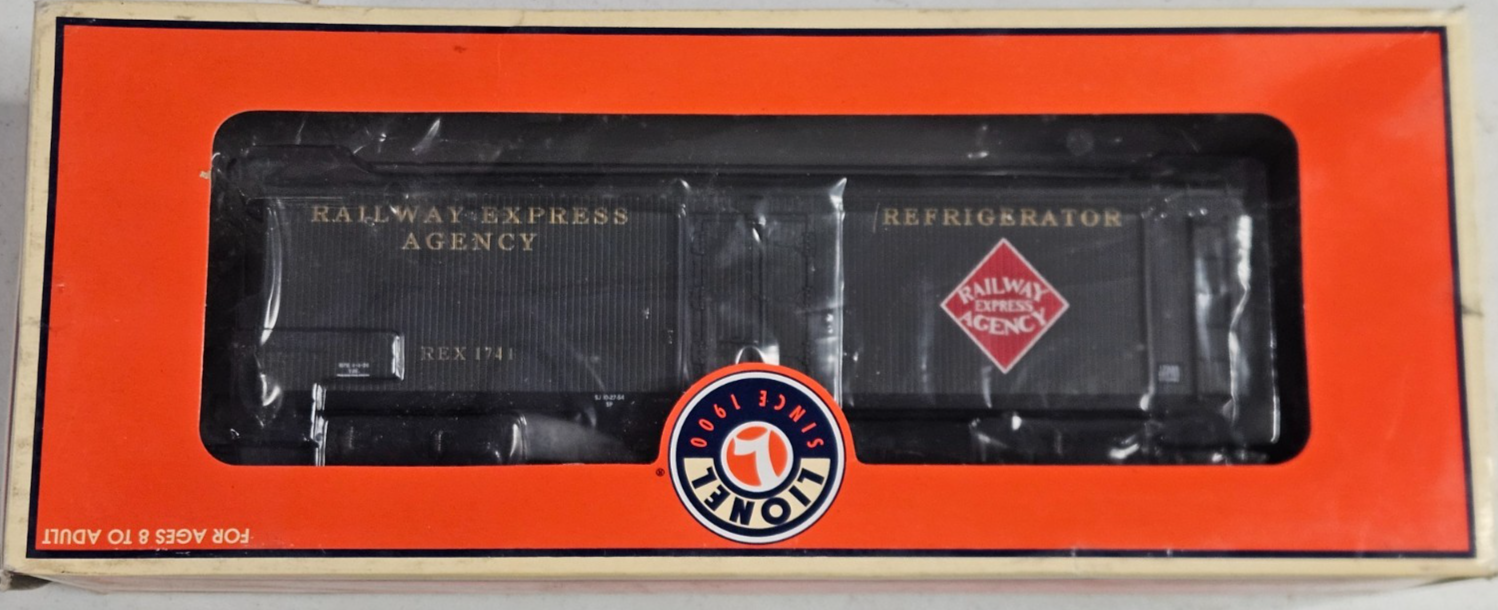 RAILWAY EXPRESS
AGENCY
REFRIGERATOR
RAILWAY
EXPRESS
AGENCY
REX 1741
SINCE 1900
L
LIONEL
®
FOR AGES 8 TO ADULT